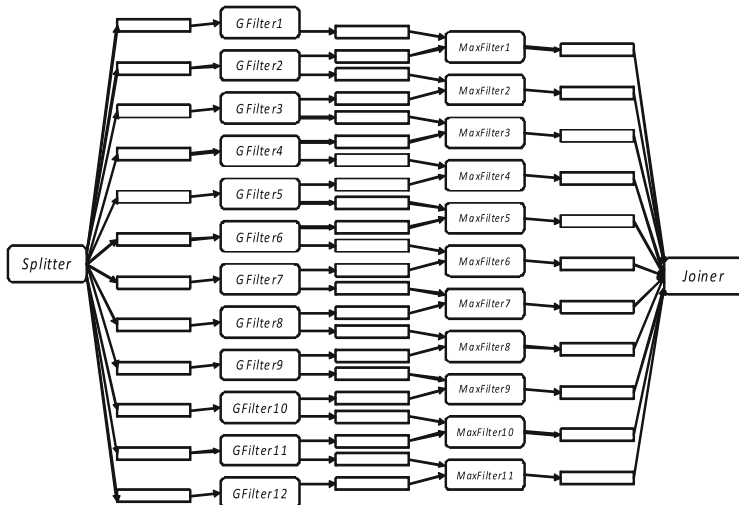 Splitter
GFilter1
GFilter2
GFilter3
GFilter4
GFilter5
GFilter6
GFilter7
GFilter8
GFilter9
GFilter10
GFilter11
GFilter12
MaxFilter1
MaxFilter2
MaxFilter3
MaxFilter4
MaxFilter5
MaxFilter6
MaxFilter7
MaxFilter8
MaxFilter9
MaxFilter10
MaxFilter11
Joiner